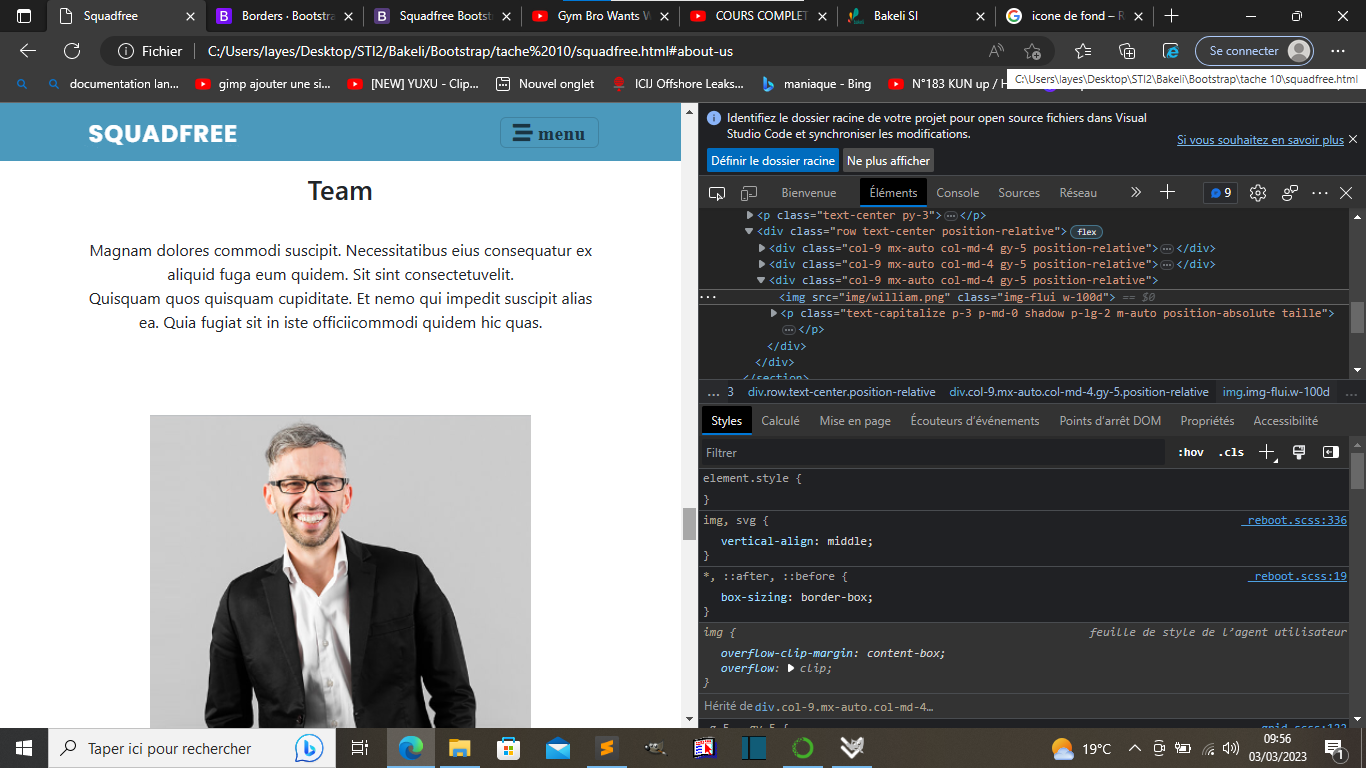 Squadfree
Borders · Bootstra
Squadfree Bootst
Gym Bro Wants W
COURS COMPLET
Bakeli SI
icone de fond – R
Fichier
C:/Users/layes/Desktop/STI2/Bakeli/Bootstrap/tache%2010/squadfree.html#about-us
Se connecter
documentation lan...
gimp ajouter une si...
[NEW] YUXU - Clip...
Nouvel onglet
ICIJ Offshore Leaks...
maniaque - Bing
N°183 KUN up / H
C:\Users\layes\Desktop\STI2\Bakeli\Bootstrap\tache 10\squadfree.html
SQUADFREE
menu
Team
Magnam dolores commodi suscipit. Necessitatibus eius consequatur ex
aliquid fuga eum quidem. Sit sint consectetuvelit.
Quisquam quos quisquam cupiditate. Et nemo qui impedit suscipit alias
ea. Quia fugiat sit in iste officiicommodi quidem hic quas.
Identifiez le dossier racine de votre projet pour open source fichiers dans Visual
Studio Code et synchroniser les modifications.
Si vous souhaitez en savoir plus
Définir le dossier racine
Ne plus afficher
Bienvenue
Éléments
Console
Sources
Réseau
9
<p class="text-center py-3"> … </p>
<div class="row text-center position-relative"> flex
<div class="col-9 mx-auto col-md-4 gy-5 position-relative"> … </div>
<div class="col-9 mx-auto col-md-4 gy-5 position-relative"> … </div>
<div class="col-9 mx-auto col-md-4 gy-5 position-relative">
... <img src="img/william.png" class="img-flui w-100d"> == $0
<p class="text-capitalize p-3 p-md-0 shadow p-lg-2 m-auto position-absolute taille">
… </p>
</div>
</div>
</section>
... 3 div.row.text-center.position-relative div.col-9.mx-auto.col-md-4.gy-5.position-relative img.img-flui.w-100d ...
Styles
Calculé
Mise en page
Écouteurs d'événements
Points d'arrêt DOM
Propriétés
Accessibilité
Filtrer
:hov
.cls
element.style {
}
img, svg {
_reboot.scss:336
vertical-align: middle;
}
*, ::after, ::before {
_reboot.scss:19
box-sizing: border-box;
}
img {
feuille de style de l'agent utilisateur
overflow-clip-margin: content-box;
overflow: clip;
}
Hérité de div.col-9.mx-auto.col-md-4…
Taper ici pour rechercher
19°C
09:56
03/03/2023
1